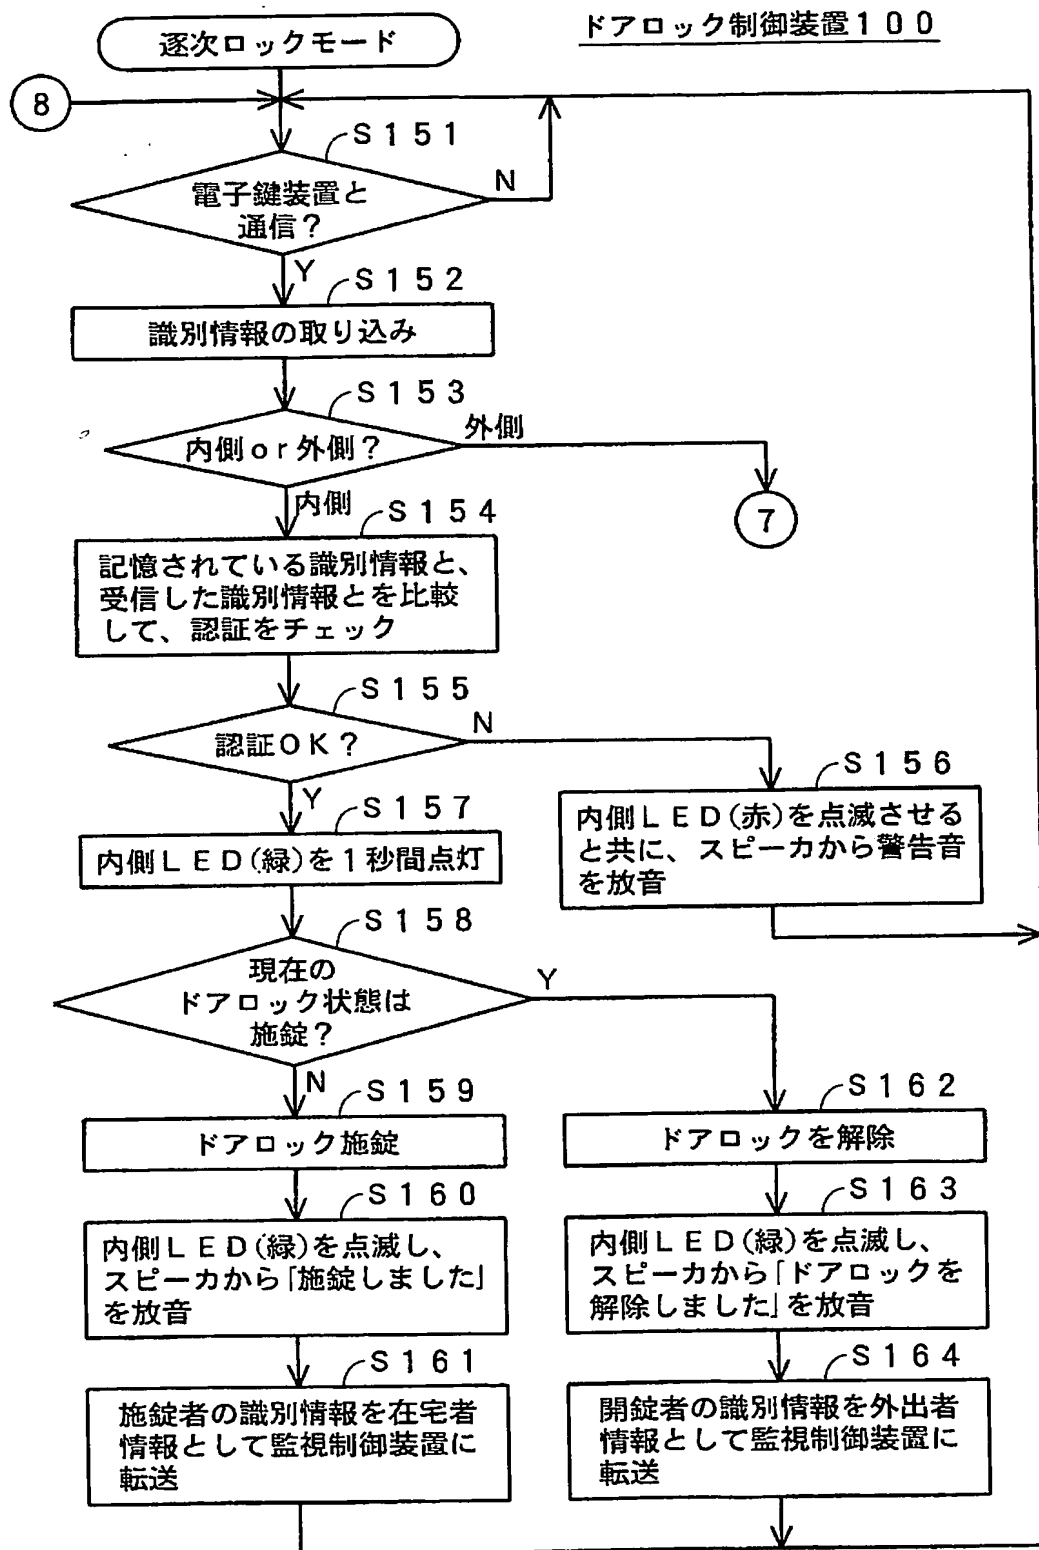 ドアロック制御装置100
逐次ロックモード
8
S151
電子鍵装置と
通信?
N
Y
S152
識別情報の取り込み
S153
内側or外側?
外側
内側
7
S154
記憶されている識別情報と、
受信した識別情報とを比較
して、認証をチェック
S155
認証OK?
N
Y
S156
内側LED(赤)を点滅させる
と共に、スピーカから警告音
を放音
S157
内側LED(緑)を1秒間点灯
S158
現在の
ドアロック状態は
施錠?
Y
N
S159
ドアロック施錠
S160
内側LED(緑)を点滅し、
スピーカから「施錠しました」
を放音
S161
施錠者の識別情報を在宅者
情報として監視制御装置に
転送
S162
ドアロックを解除
S163
内側LED(緑)を点滅し、
スピーカから「ドアロックを
解除しました」を放音
S164
開錠者の識別情報を外出者
情報として監視制御装置に
転送